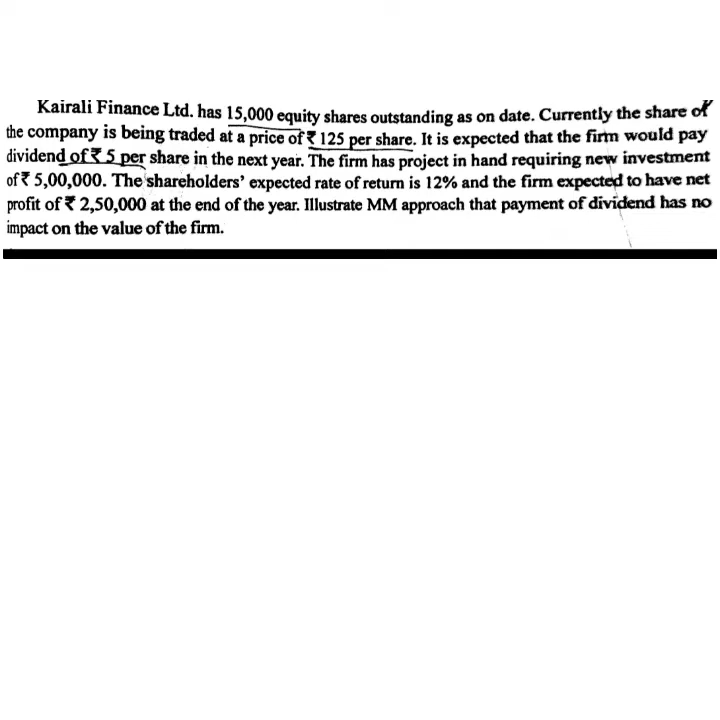 Kairali Finance Ltd. has 15,000 equity shares outstanding as on date. Currently the share of
the company is being traded at a price of ₹ 125 per share. It is expected that the firm would pay
dividend of ₹ 5 per share in the next year. The firm has project in hand requiring new investment
of ₹ 5,00,000. The shareholders' expected rate of return is 12% and the firm expected to have net
profit of ₹ 2,50,000 at the end of the year. Illustrate MM approach that payment of dividend has no
impact on the value of the firm.